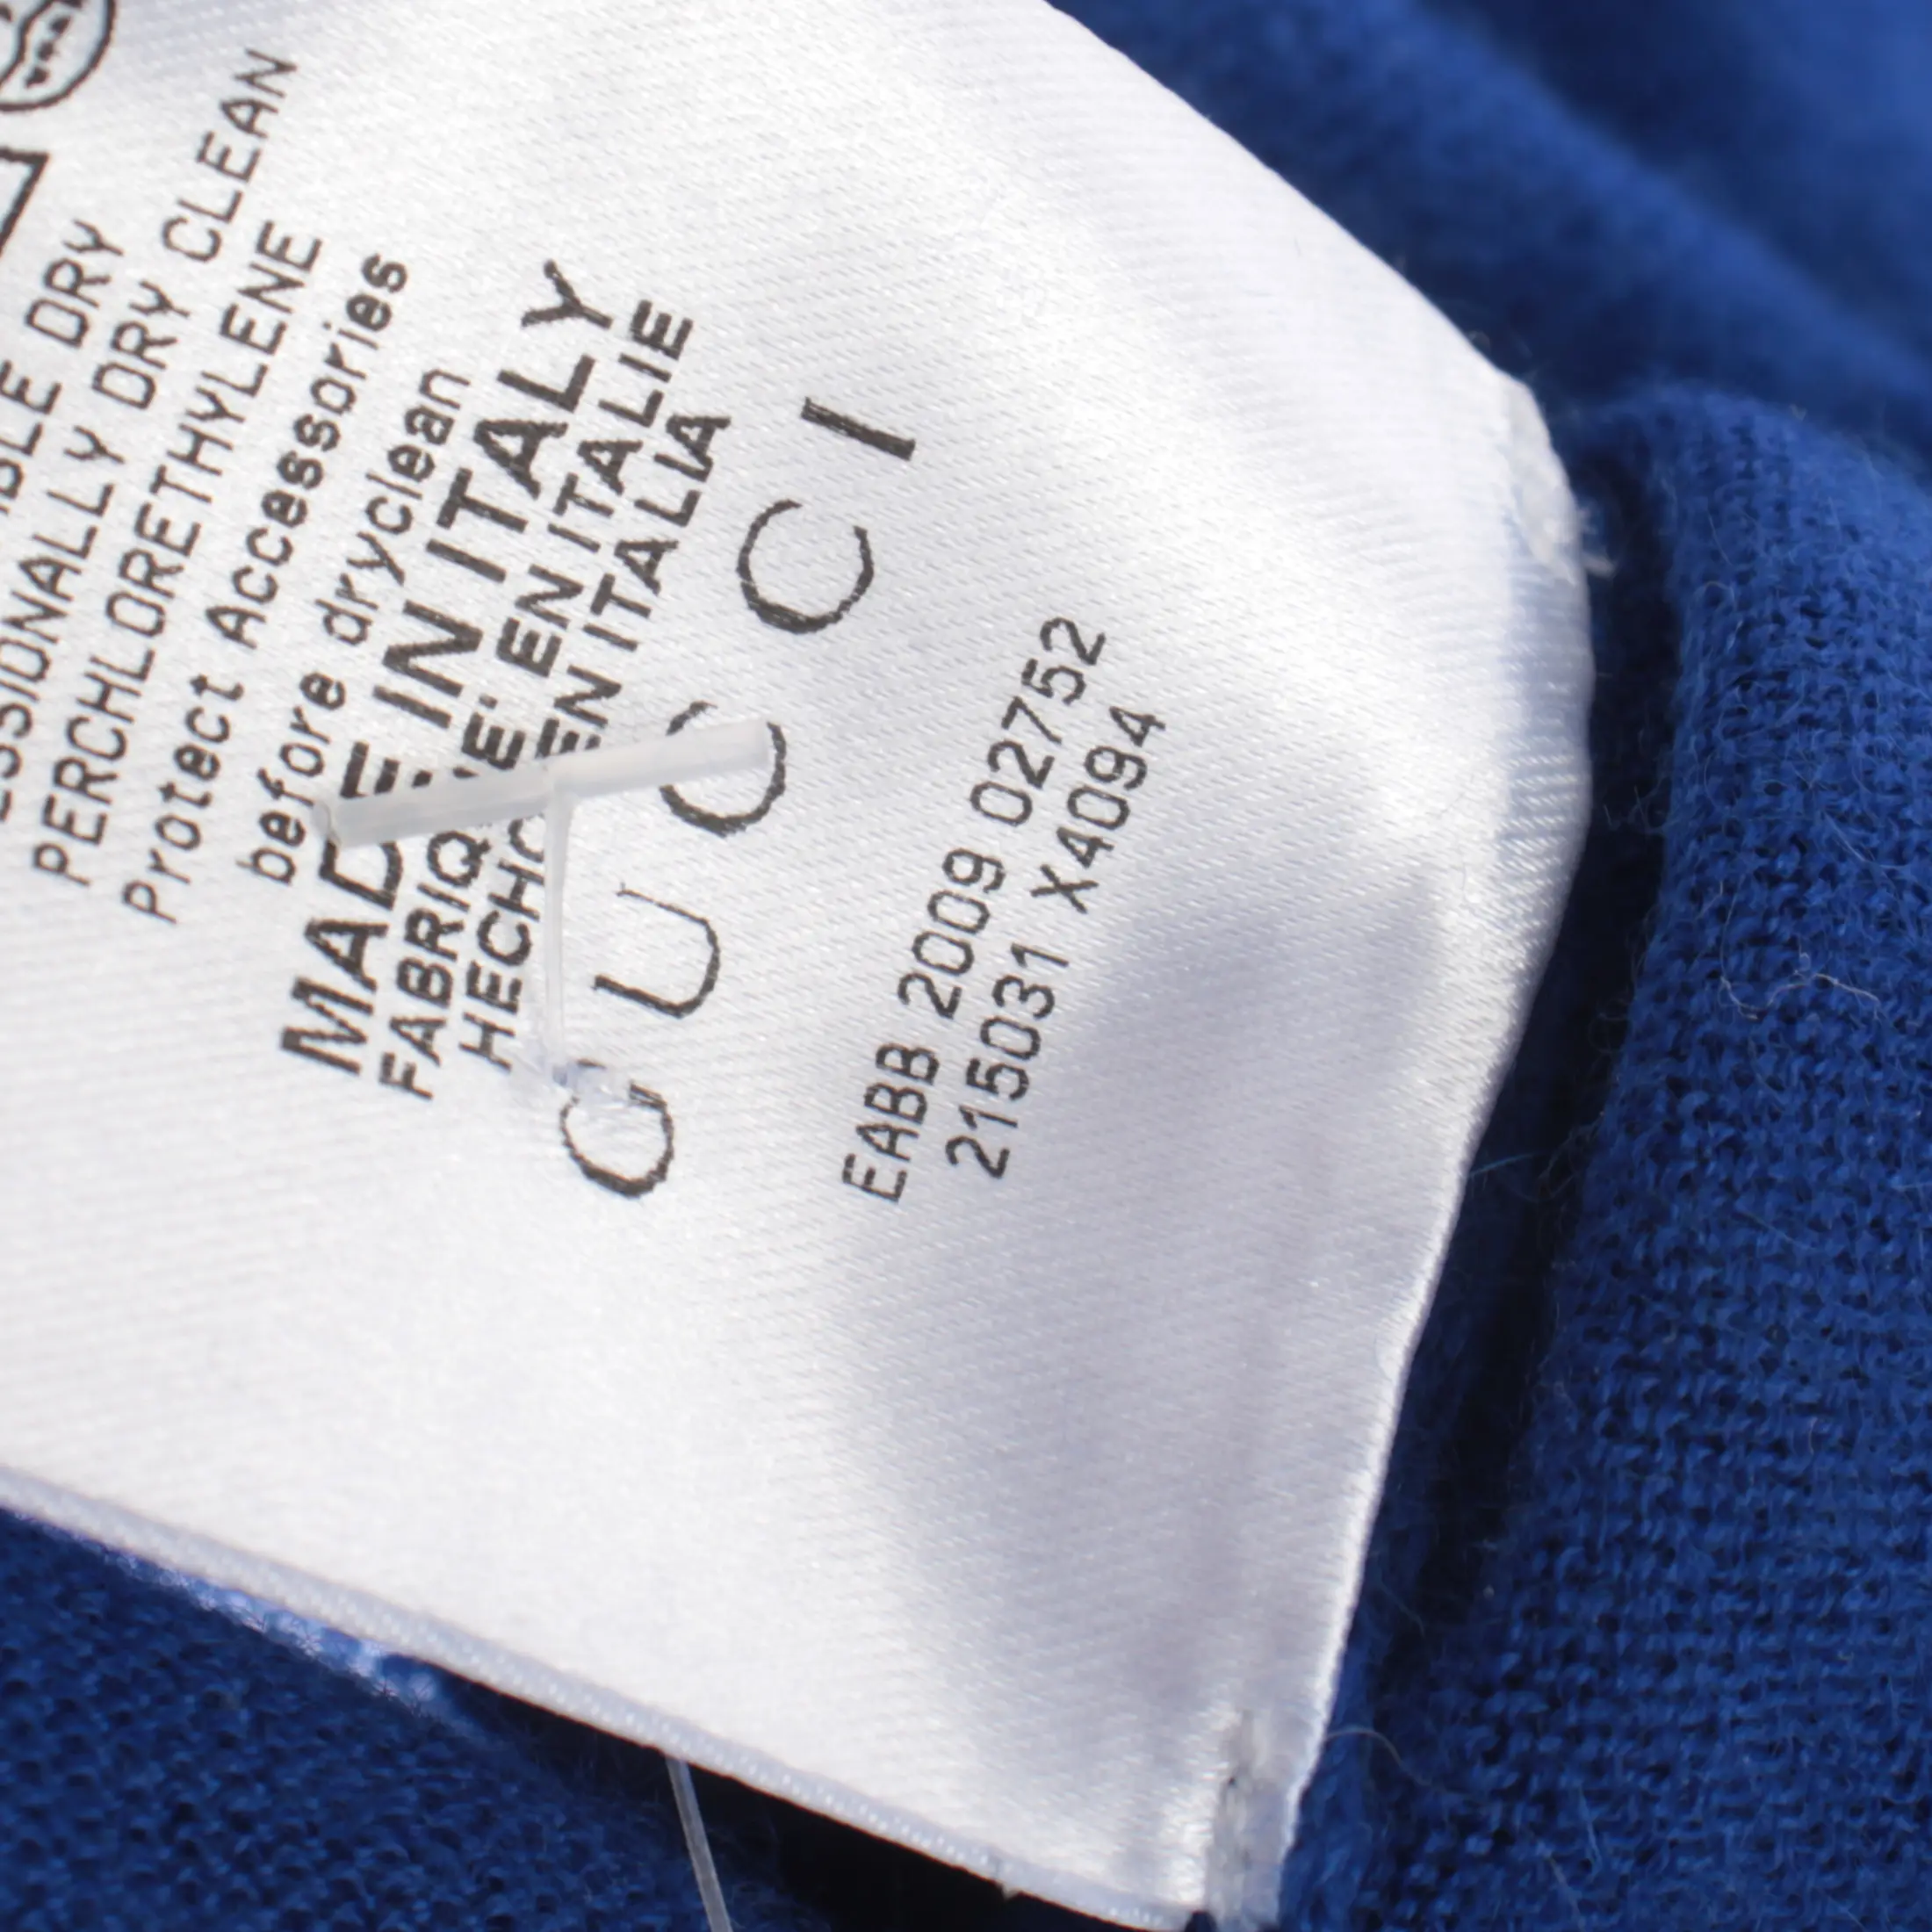 DRY
DRY CLEAN
PERCHLORETHYLENE
Protect Accessories
before dryclean
MADE IN ITALY
FABRIQUE' EN ITALIE
HECHO EN ITALIA
GUCCI
EABB 2009 02752
215031 X4094